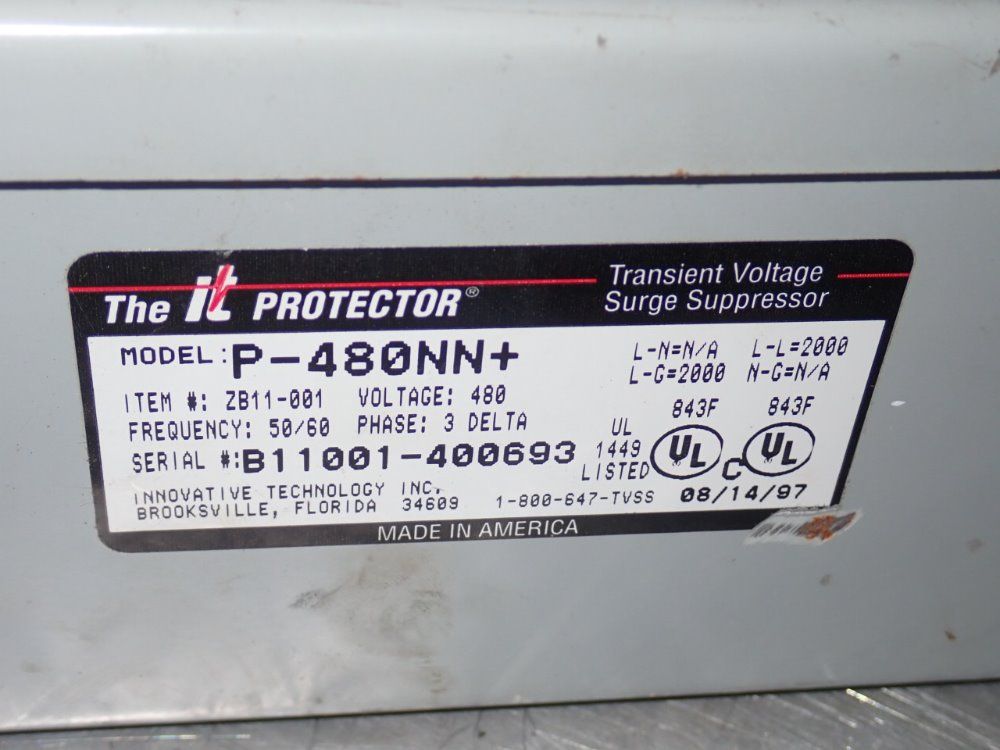 The it PROTECTOR®
Transient Voltage
Surge Suppressor
MODEL: P-480NN+
L-N=N/A L-L=2000
L-G=2000 N-G=N/A
ITEM #: ZB11-001 VOLTAGE: 480
FREQUENCY: 50/60 PHASE: 3 DELTA
SERIAL #:B11001-400693
843F 843F
UL
1449
LISTED
UL C UL
INNOVATIVE TECHNOLOGY INC.
BROOKSVILLE, FLORIDA 34609 1-800-647-TVSS 08/14/97
MADE IN AMERICA